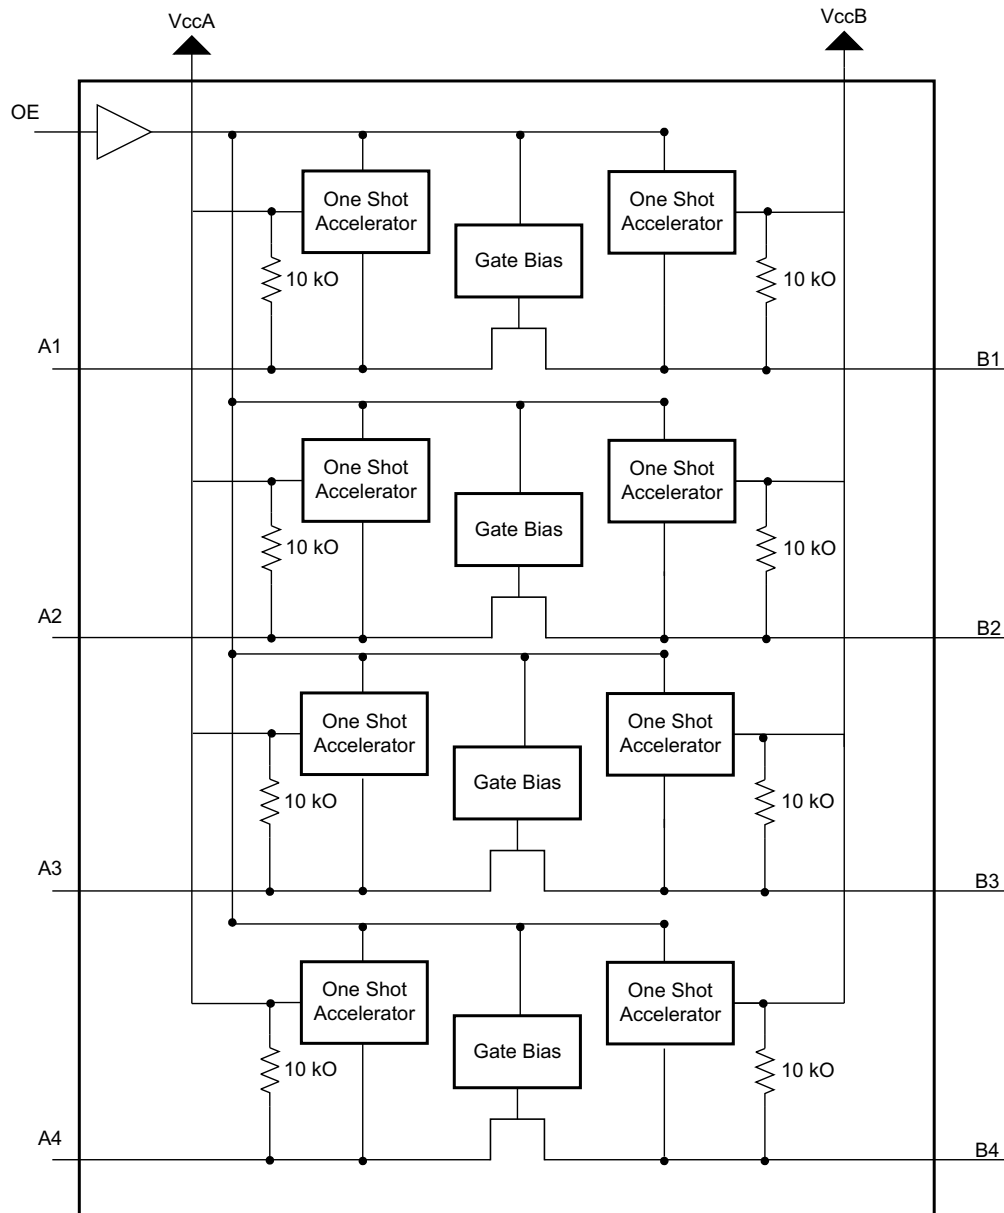 VccA
VccB
OE
One Shot
Accelerator
One Shot
Accelerator
Gate Bias
10 kO
10 kO
A1
B1
One Shot
Accelerator
One Shot
Accelerator
Gate Bias
10 kO
10 kO
A2
B2
One Shot
Accelerator
One Shot
Accelerator
Gate Bias
10 kO
10 kO
A3
B3
One Shot
Accelerator
One Shot
Accelerator
Gate Bias
10 kO
10 kO
A4
B4